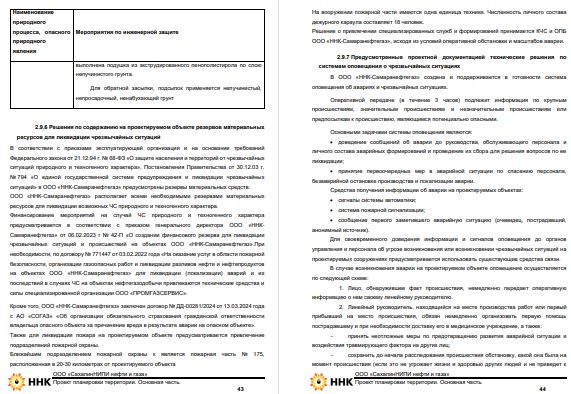 Наименование
природного
процесса, опасного
природного
явления
Мероприятия по инженерной защите
выполнена подушка из экструдированного пенополистирола по слою
непучинистого грунта.
Для обратной засыпки, подсыпок применяется непучинистый,
непросадочный, ненабухающий грунт
2.9.6 Решения по содержанию на проектируемом объекте резервов материальных
ресурсов для ликвидации чрезвычайных ситуаций
В соответствии с приказами эксплуатирующей организации и на основании требований
Федерального закона от 21.12.94 г. № 68-ФЗ «О защите населения и территорий от чрезвычайных
ситуаций природного и техногенного характера», Постановления Правительства от 30.12.03 г.
№ 794 «О единой государственной системе предупреждения и ликвидации чрезвычайных
ситуаций» в ООО «ННК-Самаранефтегаз» предусмотрены резервы материальных средств.
ООО «ННК-Самаранефтегаз» располагает всеми необходимыми резервами материальных
ресурсов для ликвидации возможных ЧС природного и техногенного характера.
Финансирование мероприятий на случай ЧС природного и техногенного характера
предусматривается в соответствии с приказом генерального директора ООО «ННК-
Самаранефтегаз» от 06.02.2023 г № 42-П «О создании финансового резерва для ликвидации
чрезвычайных ситуаций и происшествий на объектах ООО «ННК-Самаранефтегаз».При
необходимости, по договору № 771447 от 03.02.2022 года «На оказание услуг в области пожарной
безопасности, организации газоопасных работ и ликвидации разливов нефти и нефтепродуктов
на объектах ООО «ННК-Самаранефтегаз» для ликвидации (локализации) аварий и их
последствий в случаях ЧС на объектах нефтегазодобычи привлекаются технические средства и
силы специализированной организации ООО «ПРОМГАЗСЕРВИС».
Кроме того, ООО «ННК-Самаранефтегаз» заключен договор № ДД-00281/2024 от 13.03.2024 года
с АО «СОГАЗ» «Об организации обязательного страхования гражданской ответственности
владельца опасного объекта за причинение вреда в результате аварии на опасном объекте».
Также для ликвидации пожара на проектируемом объекте предусматривается привлечение
подразделений пожарной охраны.
Ближайшим подразделением пожарной охраны к является пожарная часть № 175,
расположенная в 20-30 километрах от проектируемого объекта
ООО «СахалинНИПИ нефти и газа»
ННК Проект планировки территории. Основная часть.
43
На вооружении пожарной части имеются одна единица техники. Численность личного состава
дежурного караула составляет 18 человек.
Решение о привлечении специализированных служб и формирований принимается КЧС и ОПБ
ООО «ННК-Самаранефтегаз», исходя из условий оперативной обстановки и масштабов аварии.
2.9.7 Предусмотренные проектной документацией технические решения по
системам оповещения о чрезвычайных ситуациях
В ООО «ННК-Самаранефтегаз» создана и поддерживается в готовности система
оповещения об авариях и чрезвычайных ситуациях.
Оперативной передаче (в течение 3 часов) подлежит информация по крупным
происшествиям, значительным происшествиям и незначительным происшествиям или
предпосылкам к происшествию, являющимся потенциально опасными.
Основными задачами системы оповещения являются:
• доведение сообщений об аварии до руководства, обслуживающего персонала и
личного состава аварийных формирований и проведение их сбора для решения вопросов по ее
ликвидации;
• принятие первоочередных мер в аварийной ситуации по спасению персонала,
безаварийной остановке производства и локализации аварии.
Средства получения информации об авариях на проектируемых объектах:
• сигналы системы автоматики;
• система пожарной сигнализации;
• сообщение первого заметившего аварийную ситуацию (очевидец, пострадавший,
анонимный источник).
Для своевременного доведения информации и сигналов оповещения до органов
управления и персонала об угрозе возникновения или возникновении чрезвычайных ситуаций на
проектируемых сооружениях предусматривается использовать существующие средства связи.
В случае возникновения аварии на проектируемом объекте оповещение осуществляется
по следующей схеме:
1. Лицо, обнаружившее факт происшествия, немедленно передает оперативную
информацию о нем своему линейному руководителю.
2. Линейный руководитель, находящийся на месте производства работ или первый
прибывший на место происшествия, обязан немедленно организовать первую помощь
пострадавшему и при необходимости доставку его в медицинское учреждение, а также:
- принять неотложные меры по предотвращению развития аварийной ситуации и
воздействия травмирующего фактора на других лиц;
- сохранить до начала расследования происшествия обстановку, какой она была на
момент происшествия (если это не угрожает жизни и здоровью других людей и не приведет к
ООО «СахалинНИПИ нефти и газа»
ННК Проект планировки территории. Основная часть.
44